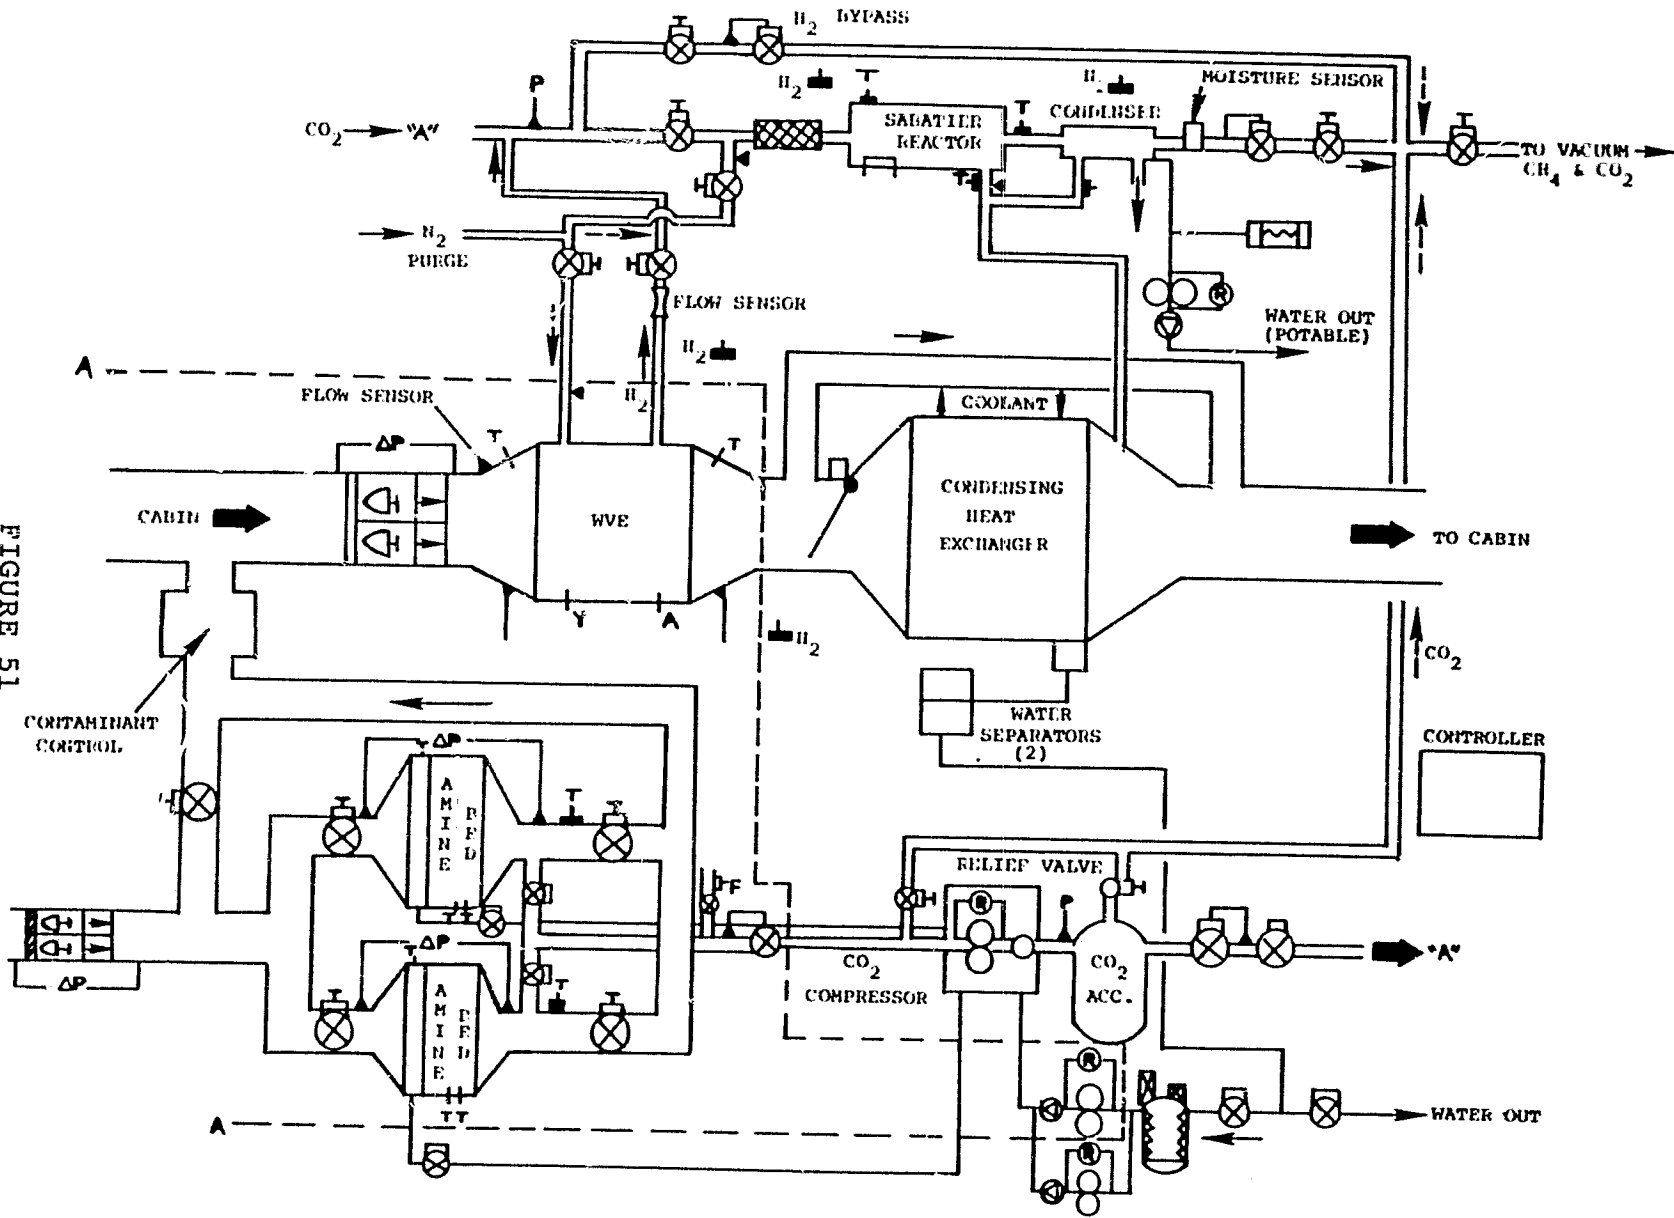 H2 BYPASS
P
H2
T
H2
MOISTURE SENSOR
CO2 "A"
SABATIER
REACTOR
T
CONDENSER
TO VACUUM
CH4 & CO2
T
N2
PURGE
FLOW SENSOR
R
WATER OUT
(POTABLE)
H2
A
FLOW SENSOR
H2
COOLANT
ΔP
T
T
CABIN
WVE
CONDENSING
HEAT
EXCHANGER
TO CABIN
FIGURE 51
V
A
H2
CO2
CONTAMINANT
CONTROL
WATER
SEPARATORS
(2)
CONTROLLER
ΔP
T
AMINE
BED
RELIEF VALVE
F
R
P
T T
ΔP
CO2
COMPRESSOR
CO2
ACC.
"A"
ΔP
T
AMINE
BED
T T
R
WATER OUT
A
R